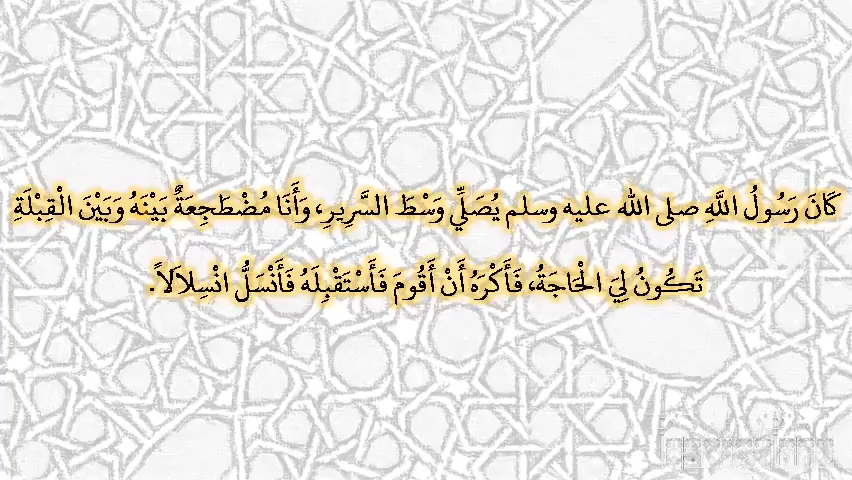 كَانَ رَسُولُ اللَّهِ صلى الله عليه وسلم يُصَلِّي وَسْطَ السَّرِيرِ، وَأَنَا مُضْطَجِعَةٌ بَيْنَهُ وَبَيْنَ الْقِبْلَةِ
تَكُونُ لِيَ الْحَاجَةُ، فَأَكْرَهُ أَنْ أَقُومَ فَأَسْتَقْبِلَهُ فَأَنْسَلُّ انْسِلاَلاً.